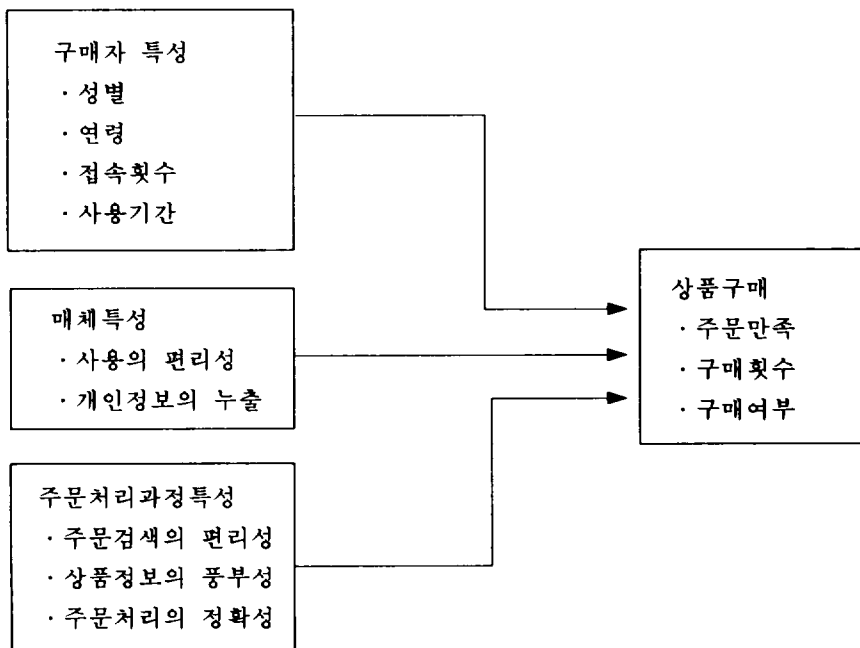 구매자 특성
· 성별
· 연령
· 접속횟수
· 사용기간
매체특성
· 사용의 편리성
· 개인정보의 누출
주문처리과정특성
· 주문검색의 편리성
· 상품정보의 풍부성
· 주문처리의 정확성
상품구매
· 주문만족
· 구매횟수
· 구매여부